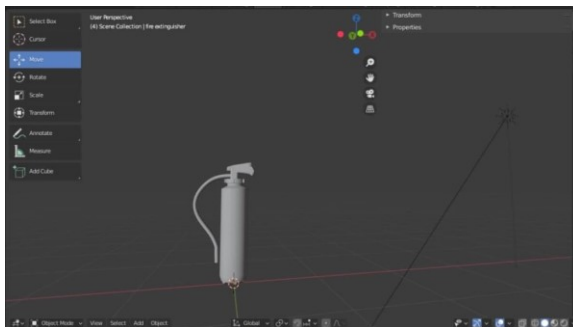 Select Box
Cursor
Move
Rotate
Scale
Transform
Annotate
Measure
Add Cube
User Perspective
(4) Scene Collection | fire extinguisher
Transform
Properties
Object Mode
View Select Add Object
Global